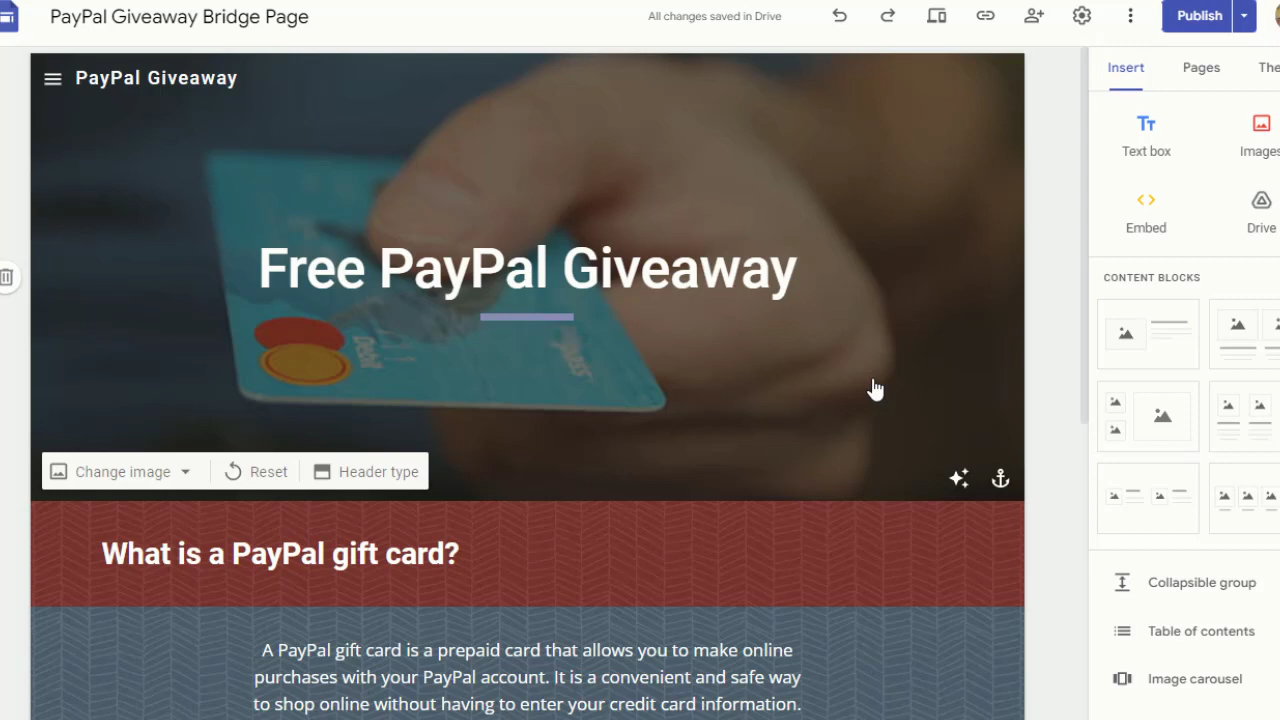 PayPal Giveaway Bridge Page
All changes saved in Drive
Publish
PayPal Giveaway
Insert
Pages
The
Text box
Images
Embed
Drive
CONTENT BLOCKS
Free PayPal Giveaway
DEBIT
Change image
Reset
Header type
What is a PayPal gift card?
A PayPal gift card is a prepaid card that allows you to make online
purchases with your PayPal account. It is a convenient and safe way
to shop online without having to enter your credit card information.
Collapsible group
Table of contents
Image carousel